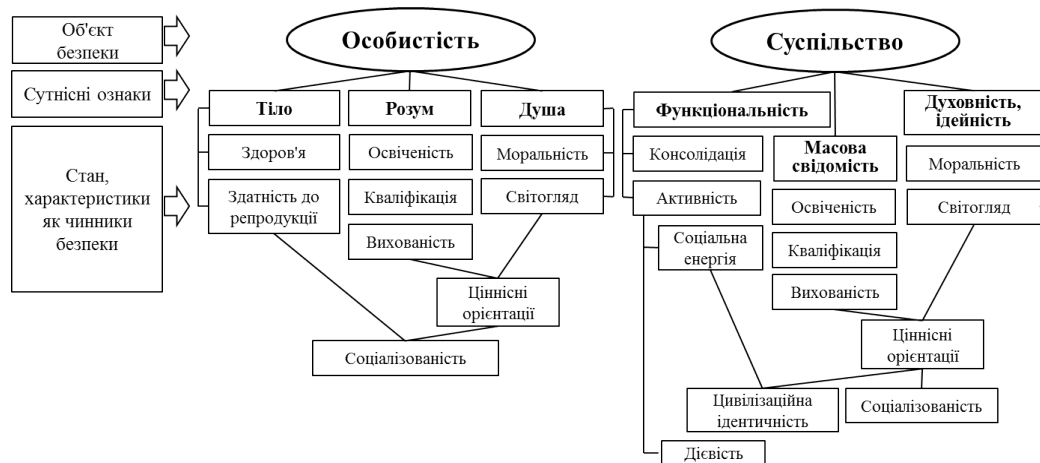 Об'єкт
безпеки
Сутнісні ознаки
Стан,
характеристики
як чинники
безпеки
Особистість
Тіло
Розум
Душа
Здоров'я
Освіченість
Моральність
Здатність до
репродукції
Кваліфікація
Світогляд
Вихованість
Ціннісні
орієнтації
Соціалізованість
Суспільство
Функціональність
Масова
свідомість
Духовність,
ідейність
Консолідація
Моральність
Активність
Освіченість
Світогляд
Соціальна
енергія
Кваліфікація
Вихованість
Ціннісні
орієнтації
Цивілізаційна
ідентичність
Соціалізованість
Дієвість